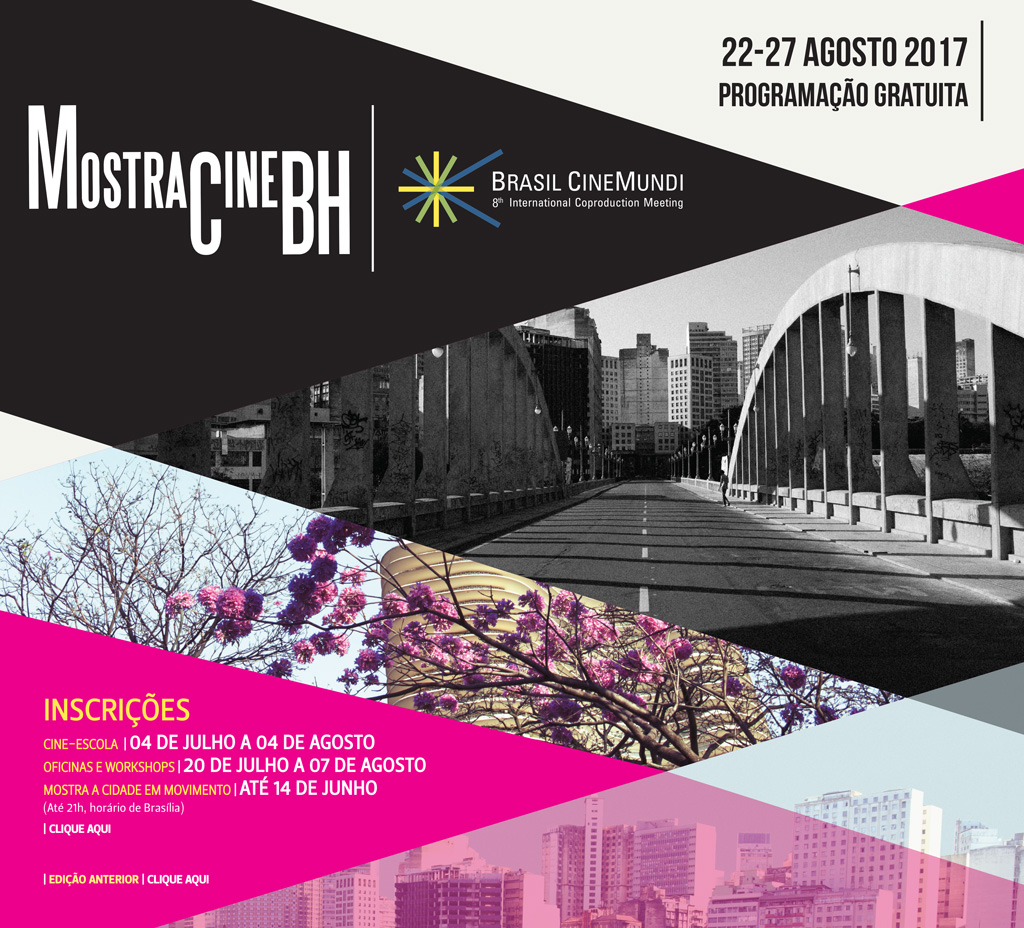 22-27 AGOSTO 2017
PROGRAMAÇÃO GRATUITA
MOSTRACINEBH
BRASIL CINEMUNDI
8th International Coproduction Meeting
INSCRIÇÕES
CINE-ESCOLA | 04 DE JULHO A 04 DE AGOSTO
OFICINAS E WORKSHOPS | 20 DE JULHO A 07 DE AGOSTO
MOSTRA A CIDADE EM MOVIMENTO | ATÉ 14 DE JUNHO
(Até 21h, horário de Brasília)
| CLIQUE AQUI
| EDIÇÃO ANTERIOR | CLIQUE AQUI